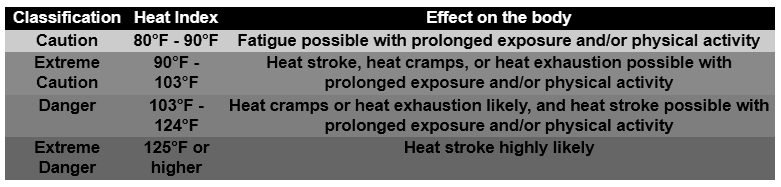 Classification Heat Index Effect on the body
Caution 80°F - 90°F Fatigue possible with prolonged exposure and/or physical activity
Extreme 90°F - Heat stroke, heat cramps, or heat exhaustion possible with
Caution 103°F prolonged exposure and/or physical activity
Danger 103°F - Heat cramps or heat exhaustion likely, and heat stroke possible with
124°F prolonged exposure and/or physical activity
Extreme 125°F or Heat stroke highly likely
Danger higher